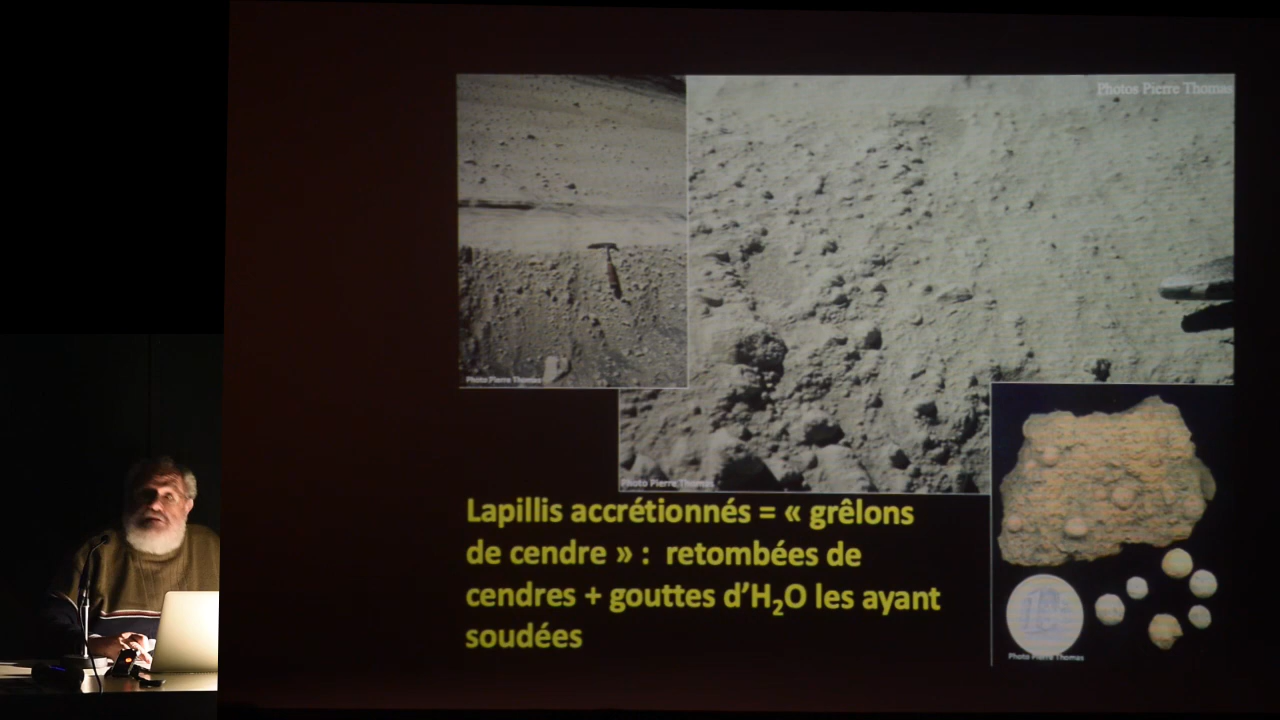 Photos Pierre Thomas
Photo Pierre Thomas
Photo Pierre Thomas
Lapillis accrétionnés = « grêlons
de cendre » : retombées de
cendres + gouttes d’H₂O les ayant
soudées
1
Photo Pierre Thomas